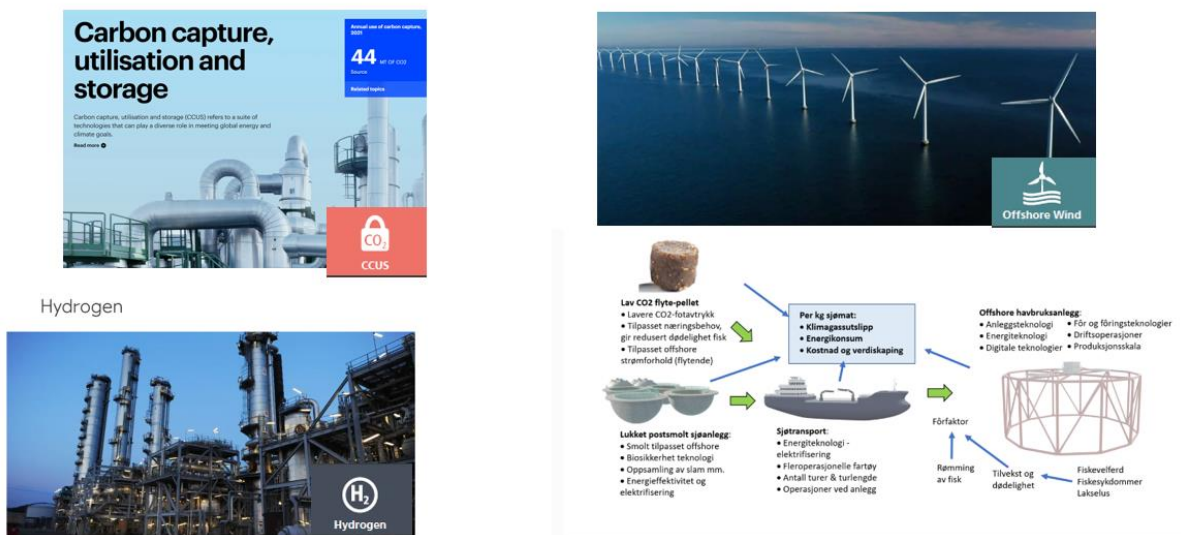 Carbon capture,
utilisation and
storage
Carbon capture, utilisation and storage (CCUS) refers to a suite of
technologies that can play a diverse role in meeting global energy and
climate goals.
Read more
Annual use of carbon capture,
2021
44 MT OF CO2
Source
Related topics
CO2
CCUS
Offshore Wind
Hydrogen
H2
Hydrogen
Lav CO2 flyte-pellet
• Lavere CO2-fotavtrykk
• Tilpasset næringsbehov,
gir redusert dødelighet fisk
• Tilpasset offshore
strømforhold (flytende)
Per kg sjømat:
• Klimagassutslipp
• Energikonsum
• Kostnad og verdiskaping
Offshore havbruksanlegg:
• Anleggsteknologi
• Energiteknologi
• Digitale teknologier
• Fôr og fôringsteknologier
• Driftsoperasjoner
• Produksjonsskala
Lukket postsmolt sjøanlegg:
• Smolt tilpasset offshore
• Biosikkerhet teknologi
• Oppsamling av slam mm.
• Energieffektivitet og
elektrifisering
Sjøtransport:
• Energiteknologi -
elektrifisering
• Fleroperasjonelle fartøy
• Antall turer & turlengde
• Operasjoner ved anlegg
Fôrfaktor
Rømming
av fisk
Tilvekst og
dødelighet
Fiskevelferd
Fiskesykdommer
Lakselus